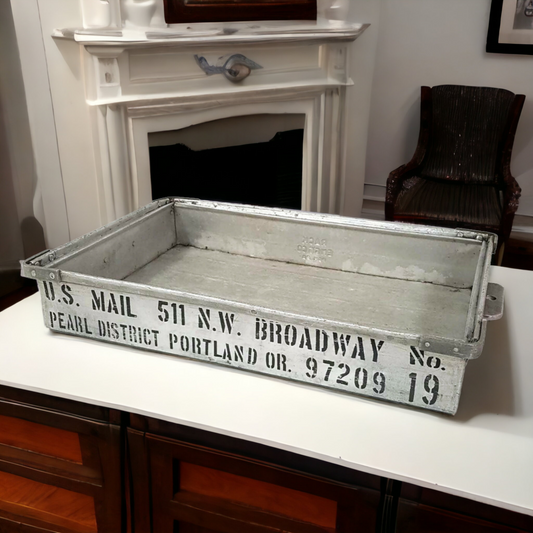 U.S. MAIL 511 N.W. BROADWAY No.
PEARL DISTRICT PORTLAND OR. 97209 19